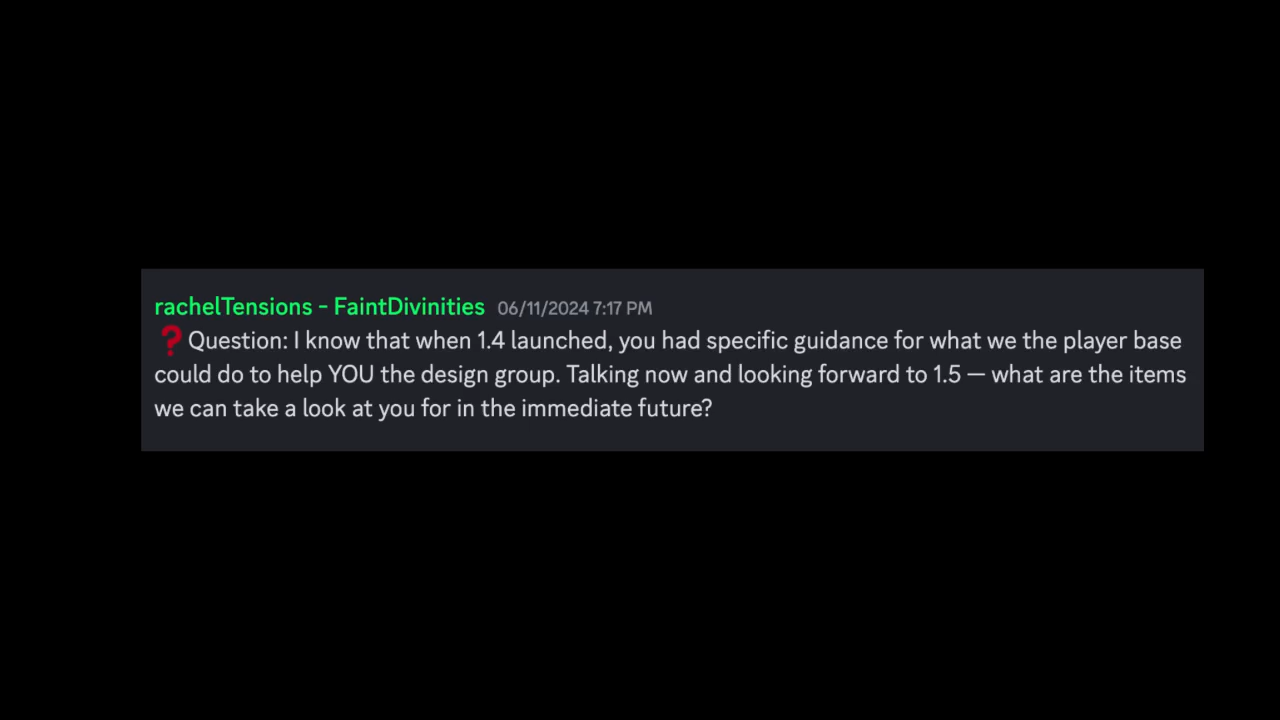 rachelTensions - FaintDivinities 06/11/2024 7:17 PM
❓Question: I know that when 1.4 launched, you had specific guidance for what we the player base
could do to help YOU the design group. Talking now and looking forward to 1.5 — what are the items
we can take a look at you for in the immediate future?